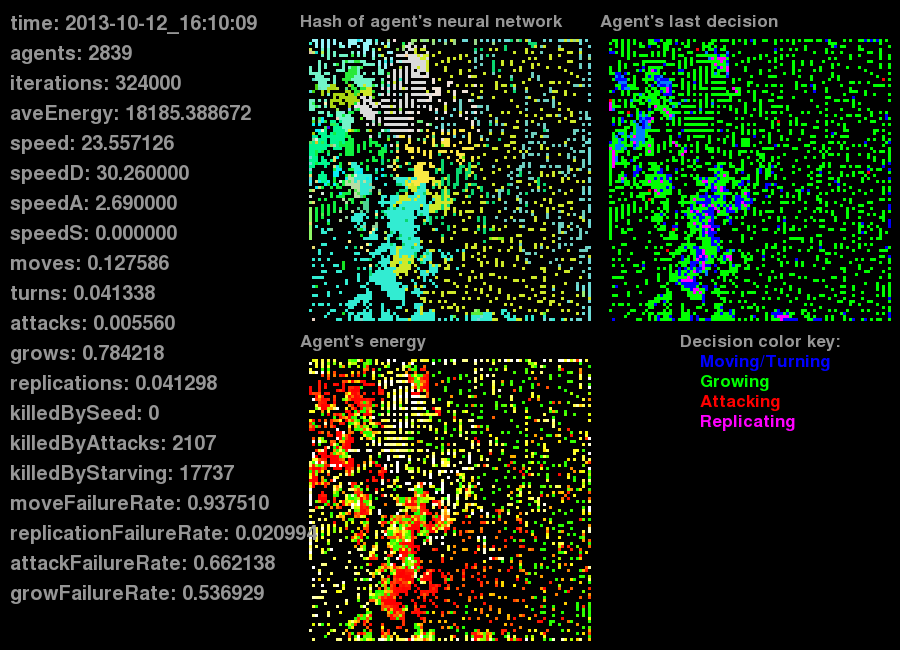 time: 2013-10-12_16:10:09
agents: 2839
iterations: 324000
aveEnergy: 18185.388672
speed: 23.557126
speedD: 30.260000
speedA: 2.690000
speedS: 0.000000
moves: 0.127586
turns: 0.041338
attacks: 0.005560
grows: 0.784218
replications: 0.041298
killedBySeed: 0
killedByAttacks: 2107
killedByStarving: 17737
moveFailureRate: 0.937510
replicationFailureRate: 0.020994
attackFailureRate: 0.662138
growFailureRate: 0.536929
Hash of agent's neural network
Agent's last decision
Agent's energy
Decision color key:
Moving/Turning
Growing
Attacking
Replicating